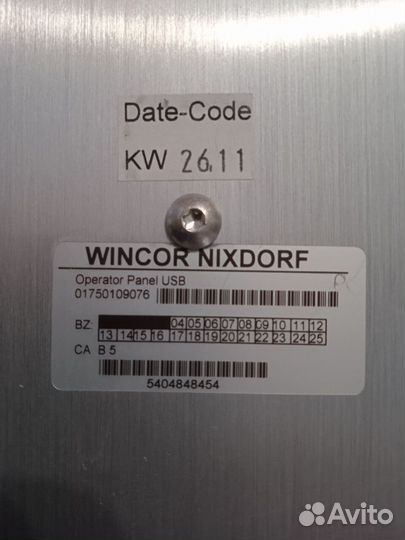 Date-Code
KW 26.11
WINCOR NIXDORF
Operator Panel USB
01750109076
BZ: 04 05 06 07 08 09 10 11 12
13 14 15 16 17 18 19 20 21 22 23 24 25
CA B 5
5404848454
Avito